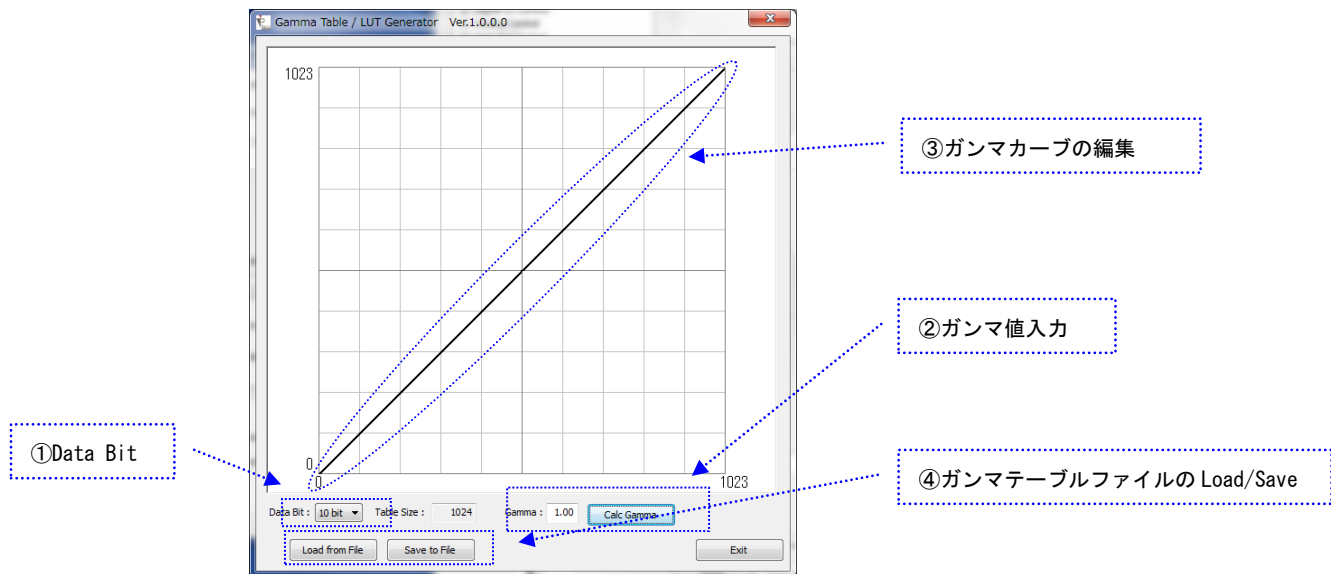 Gamma Table / LUT Generator Ver.1.0.0.0
1023
③ガンマカーブの編集
②ガンマ値入力
①Data Bit
0
0
1023
④ガンマテーブルファイルの Load/Save
Data Bit : 10 bit Table Size : 1024 Gamma : 1.00 Calc Gamma
Load from File Save to File Exit